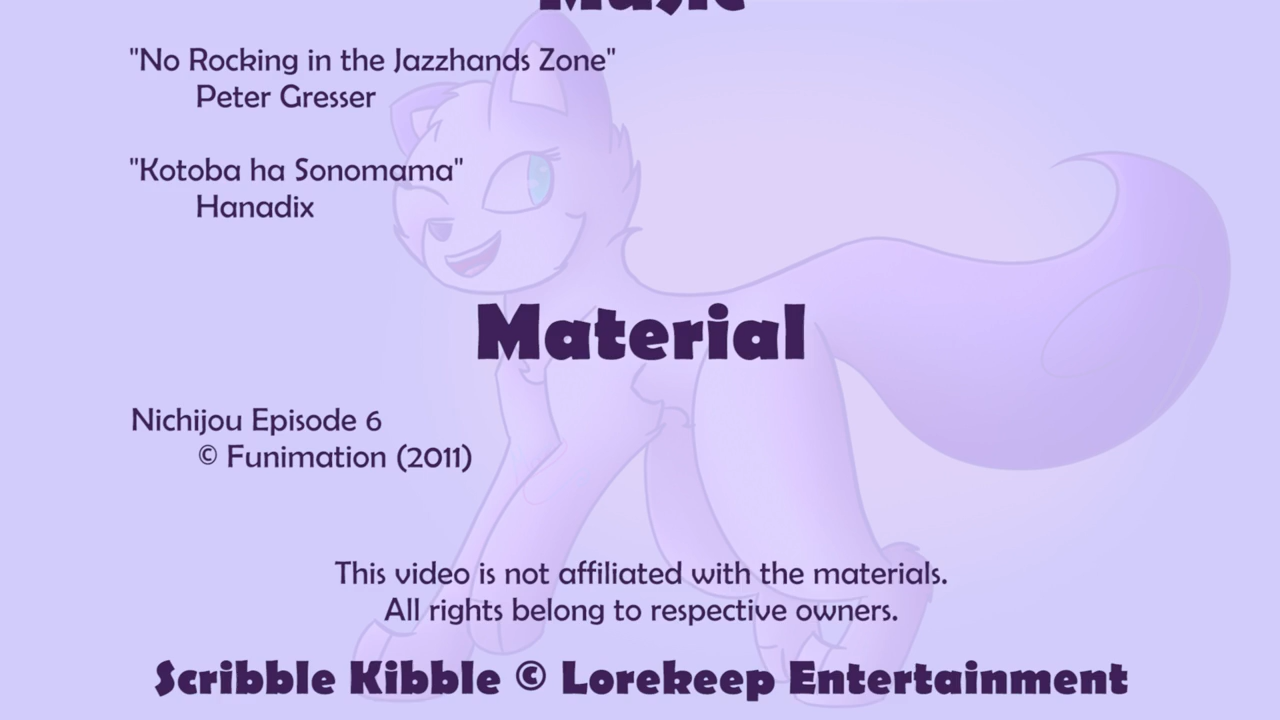 Music
"No Rocking in the Jazzhands Zone"
Peter Gresser
"Kotoba ha Sonomama"
Hanadix
Material
Nichijou Episode 6
© Funimation (2011)
This video is not affiliated with the materials.
All rights belong to respective owners.
Scribble Kibble © Lorekeep Entertainment